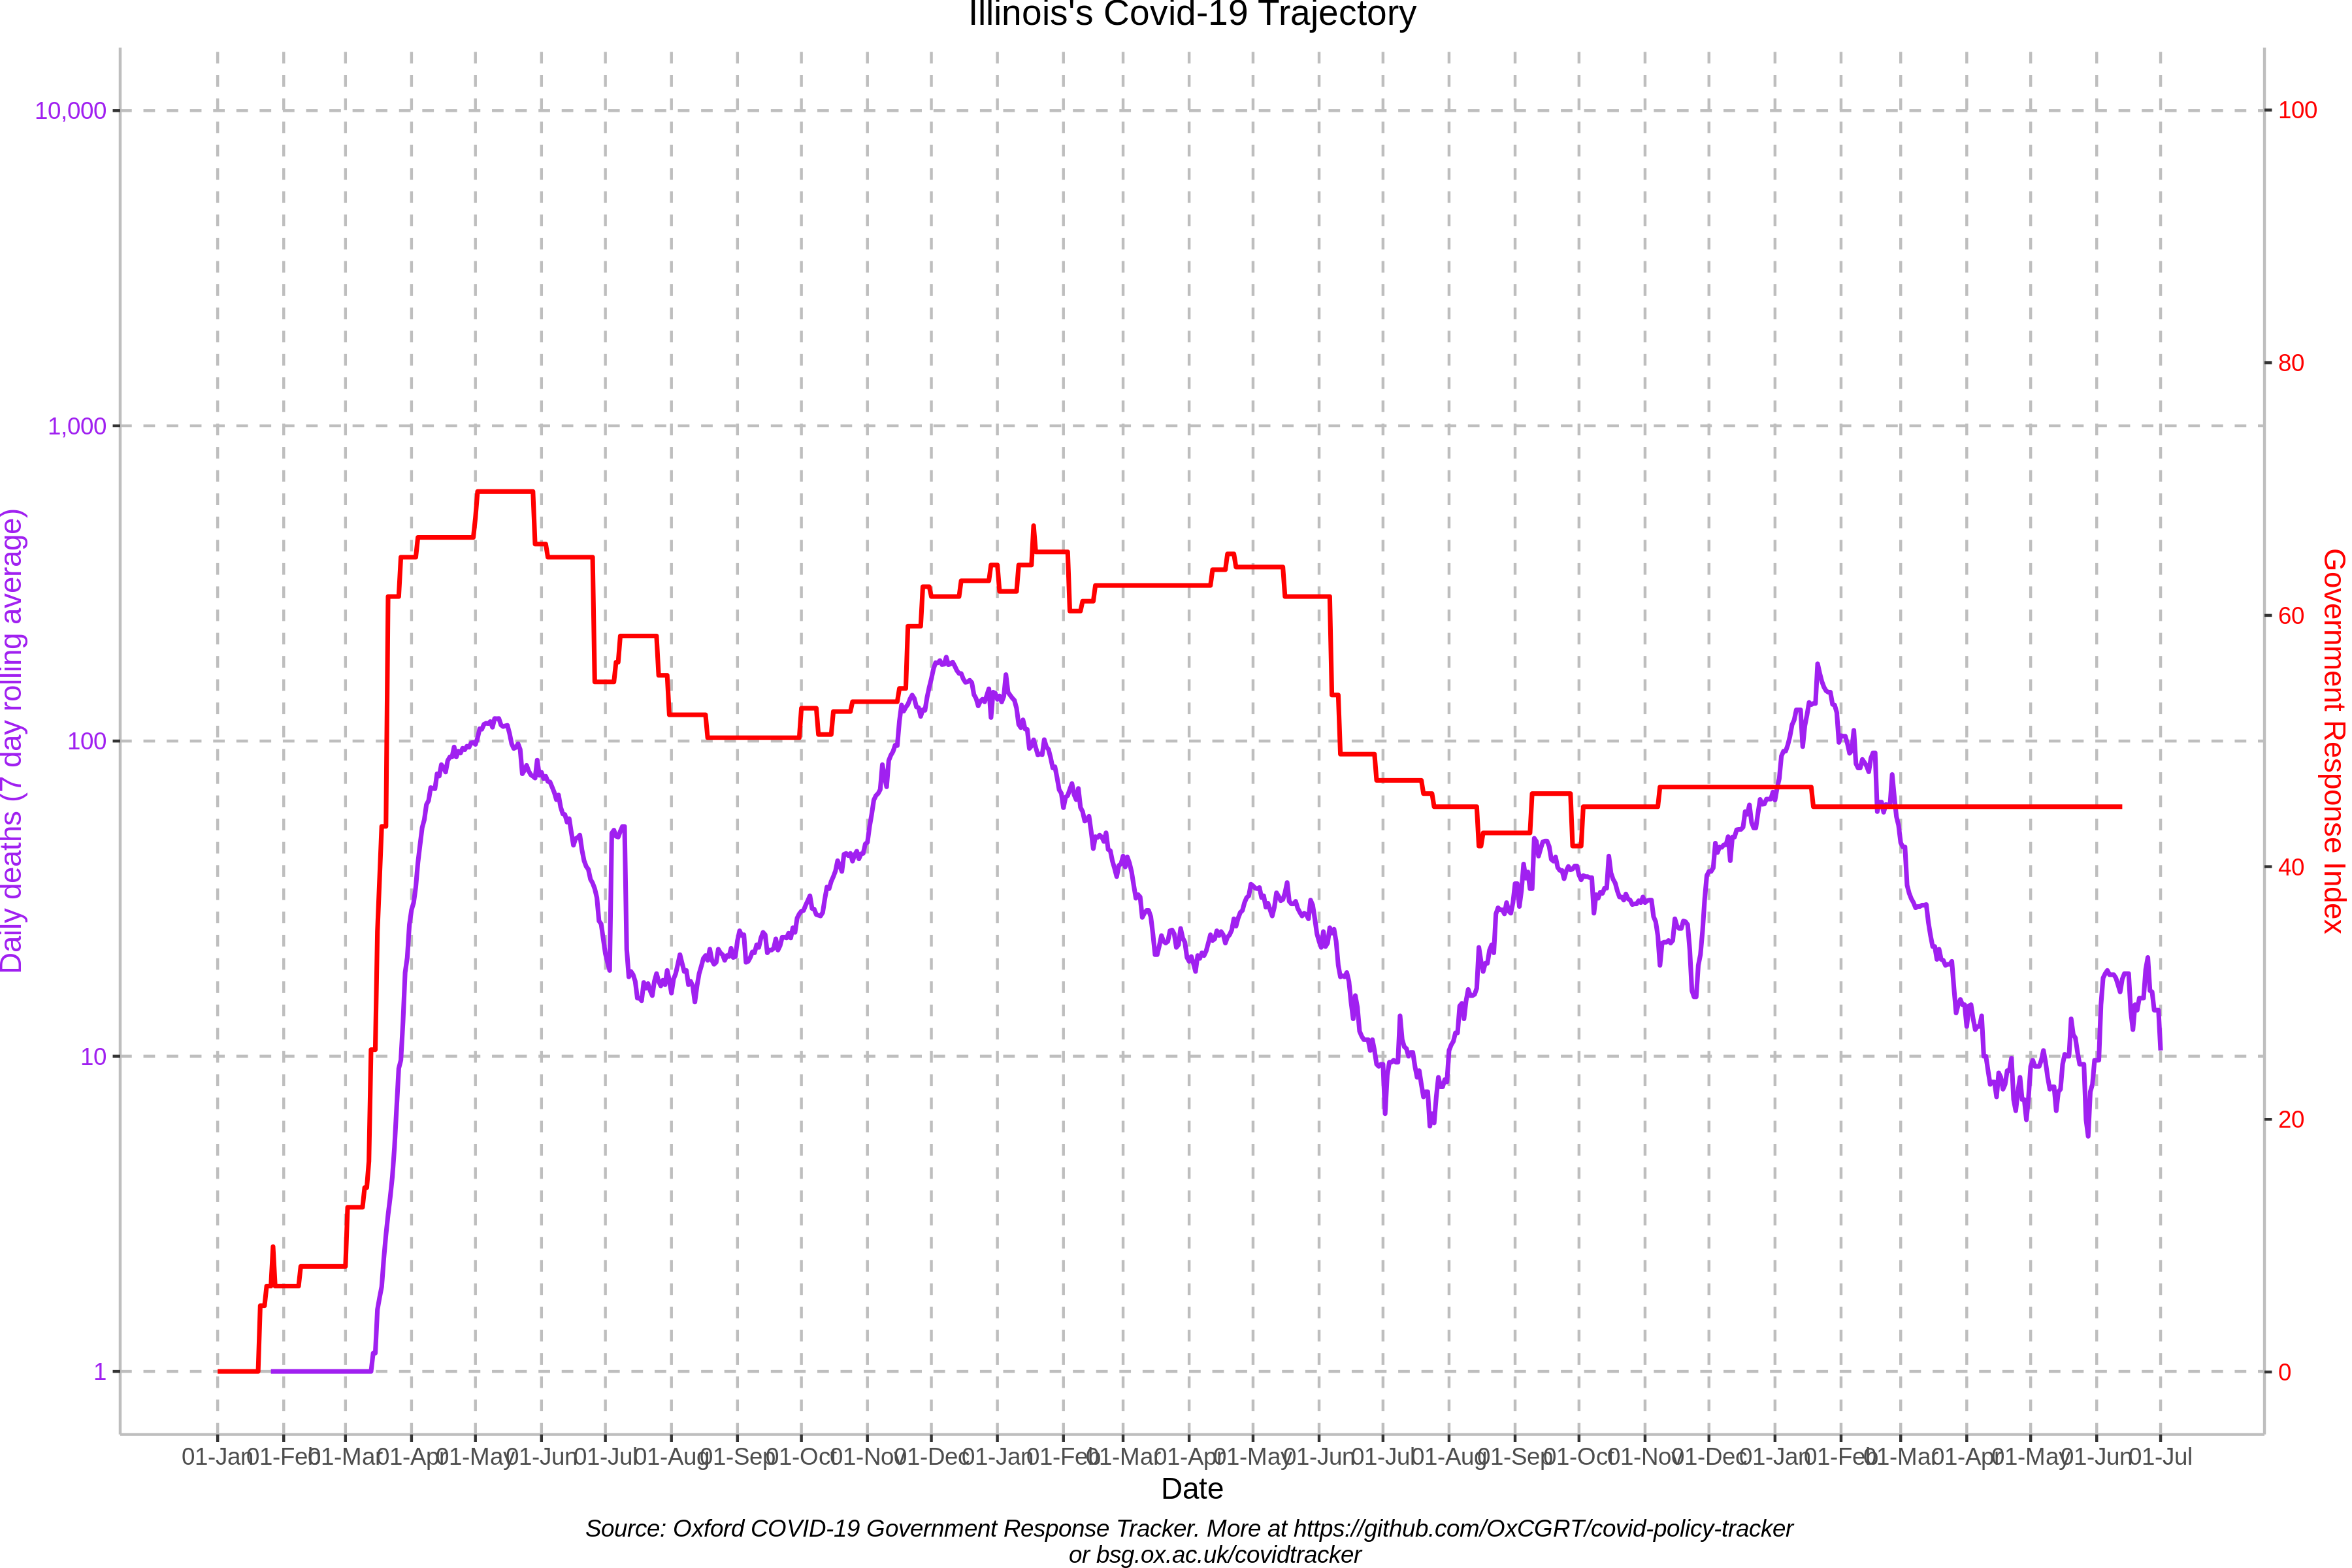 Illinois's Covid-19 Trajectory
10,000
1,000
100
10
1
Daily deaths (7 day rolling average)
100
80
60
40
20
0
Government Response Index
01-Jan 01-Feb 01-Mar 01-Apr 01-May 01-Jun 01-Jul 01-Aug 01-Sep 01-Oct 01-Nov 01-Dec 01-Jan 01-Feb 01-Mar 01-Apr 01-May 01-Jun 01-Jul 01-Aug 01-Sep 01-Oct 01-Nov 01-Dec 01-Jan 01-Feb 01-Mar 01-Apr 01-May 01-Jun 01-Jul
Date
Source: Oxford COVID-19 Government Response Tracker. More at https://github.com/OxCGRT/covid-policy-tracker
or bsg.ox.ac.uk/covidtracker